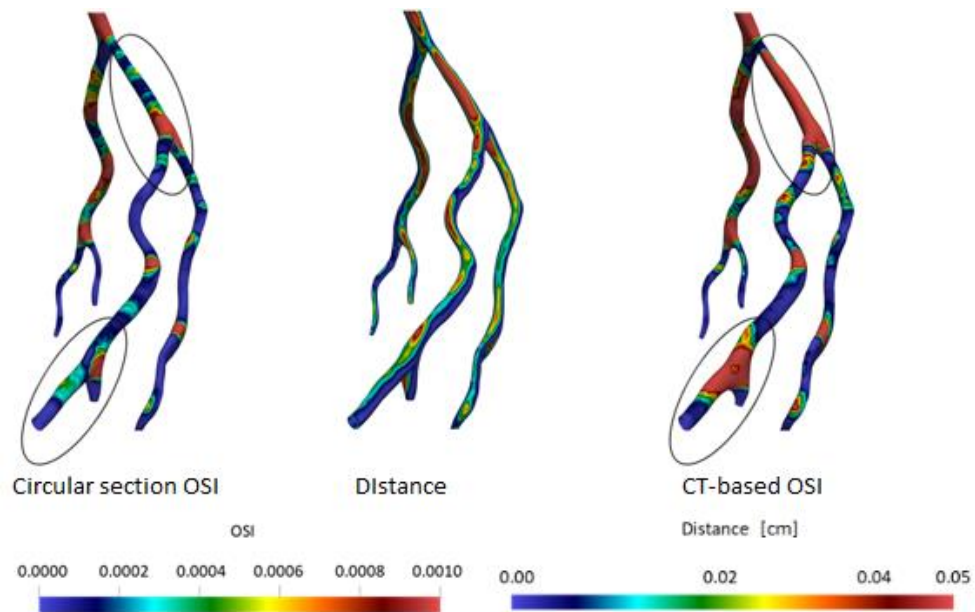 Circular section OSI
DIstance
CT-based OSI
OSI
Distance [cm]
0.0000 0.0002 0.0004 0.0006 0.0008 0.0010
0.00 0.02 0.04 0.05